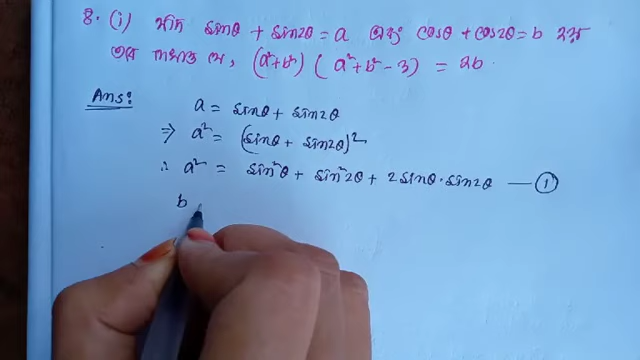 8. (i) যদি sinθ + sin2θ = a এবং cosθ + cos2θ = b হয়
তবে দেখাও যে, (a² + b²) (a² + b² - 3) = 2b.
Ans:
a = sinθ + sin2θ
⇒ a² = (sinθ + sin2θ)²
∴ a² = sin²θ + sin²2θ + 2 sinθ · sin2θ — ①
b